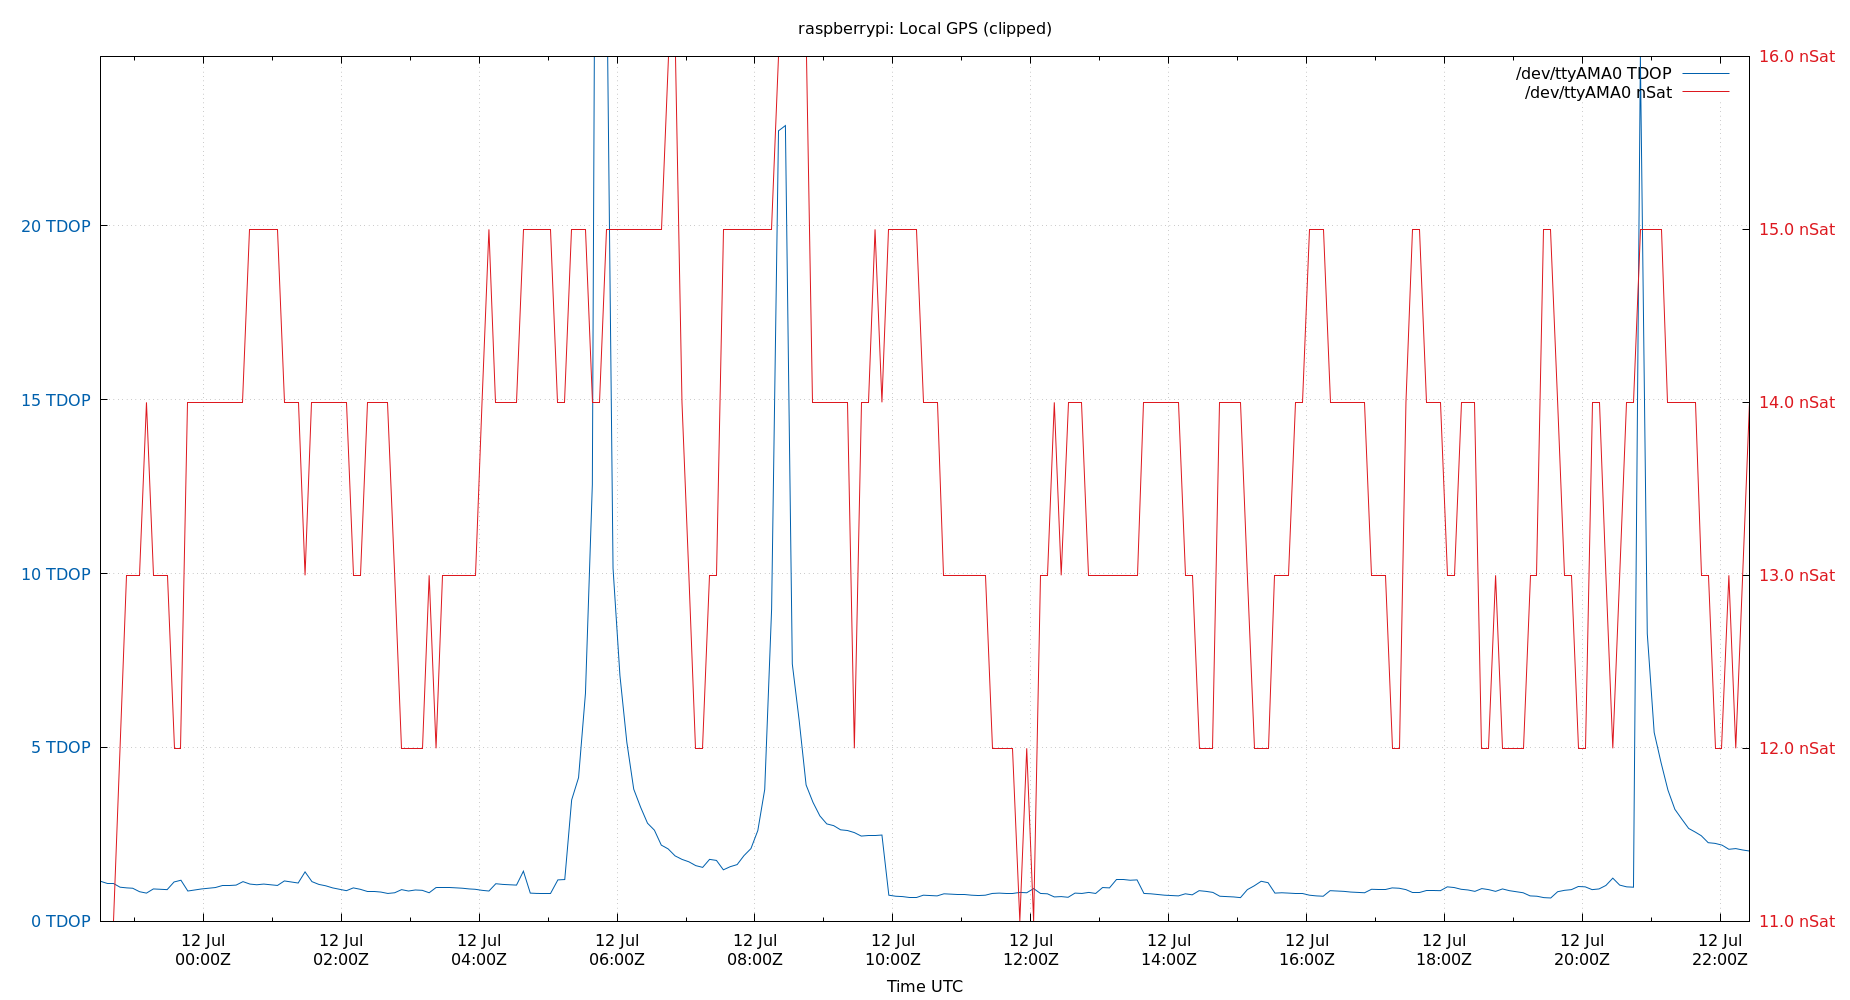 raspberrypi: Local GPS (clipped)
16.0 nSat
/dev/ttyAMA0 TDOP
/dev/ttyAMA0 nSat
20 TDOP
15.0 nSat
15 TDOP
14.0 nSat
10 TDOP
13.0 nSat
5 TDOP
12.0 nSat
0 TDOP
11.0 nSat
12 Jul 12 Jul 12 Jul 12 Jul 12 Jul 12 Jul 12 Jul 12 Jul 12 Jul 12 Jul 12 Jul 12 Jul
00:00Z 02:00Z 04:00Z 06:00Z 08:00Z 10:00Z 12:00Z 14:00Z 16:00Z 18:00Z 20:00Z 22:00Z
Time UTC